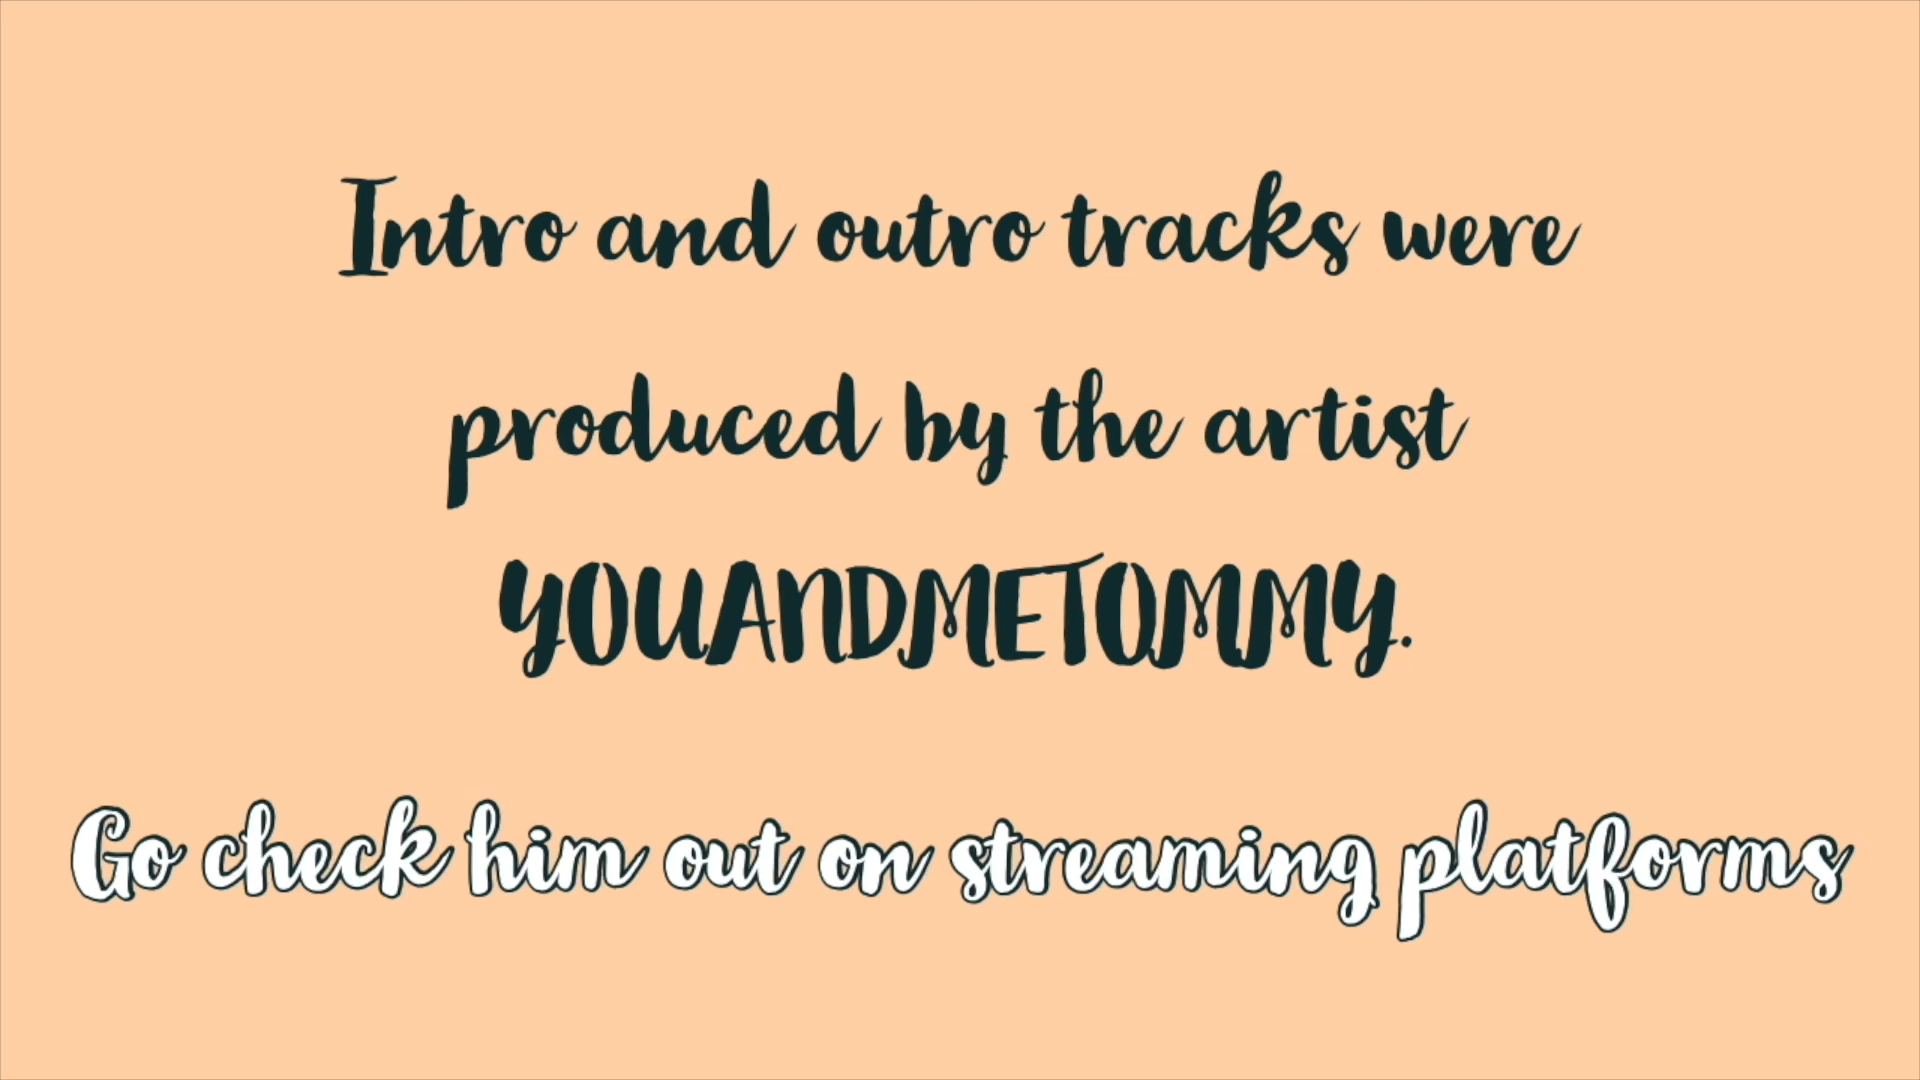 Intro and outro tracks were
produced by the artist
YOUANDMETOMMY.
Go check him out on streaming platforms